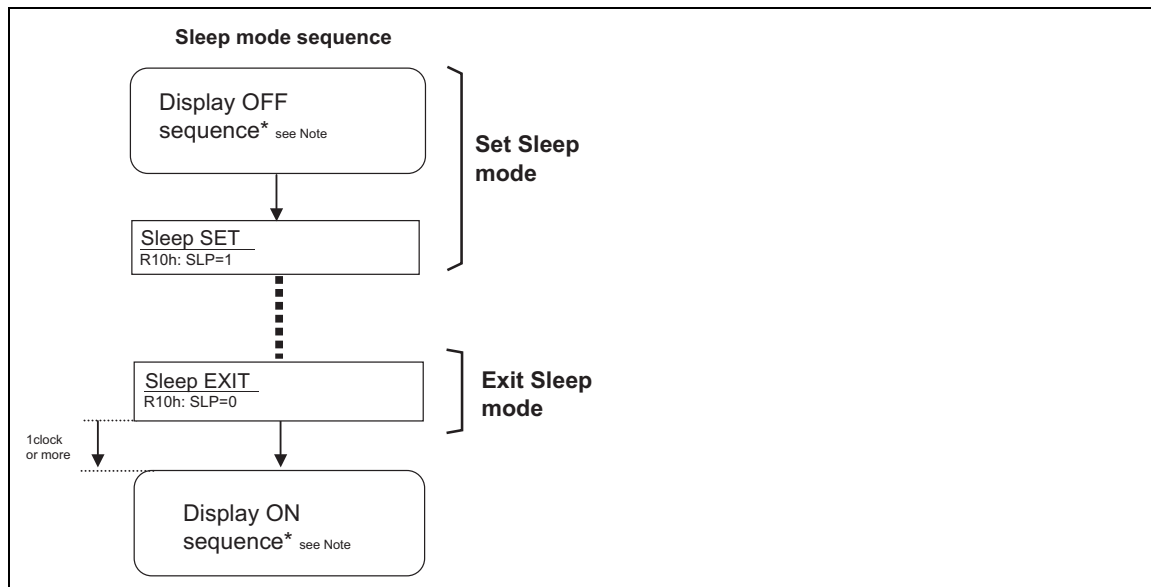 Sleep mode sequence
Display OFF
sequence* see Note
Set Sleep
mode
Sleep SET
R10h: SLP=1
Sleep EXIT
R10h: SLP=0
Exit Sleep
mode
1clock
or more
Display ON
sequence* see Note